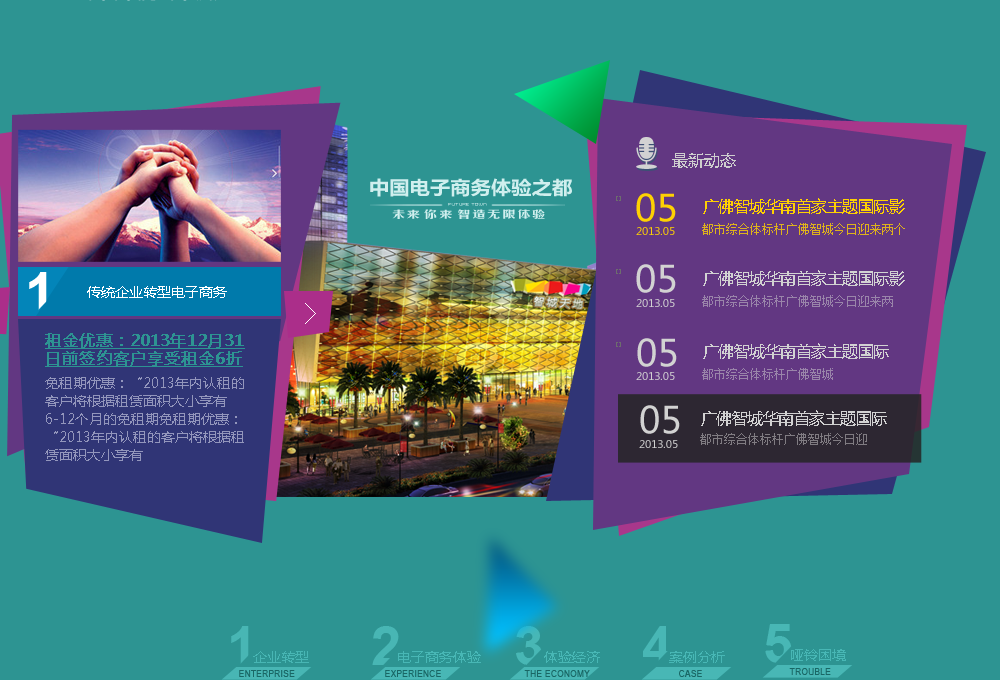 中国电子商务体验之都
未来 你来 智造无限体验
智城天地
1
传统企业转型电子商务
租金优惠：2013年12月31
日前签约客户享受租金6折
免租期优惠：“2013年内认租的
客户将根据租赁面积大小享有
6-12个月的免租期免租期优惠：
“2013年内认租的客户将根据租
赁面积大小享有
最新动态
05
2013.05
广佛智城华南首家主题国际影
都市综合体标杆广佛智城今日迎来两个
05
2013.05
广佛智城华南首家主题国际影
都市综合体标杆广佛智城今日迎来两
05
2013.05
广佛智城华南首家主题国际
都市综合体标杆广佛智城
05
2013.05
广佛智城华南首家主题国际
都市综合体标杆广佛智城今日迎
1 企业转型
ENTERPRISE
2 电子商务体验
EXPERIENCE
3 体验经济
THE ECONOMY
4 案例分析
CASE
5 哑铃困境
TROUBLE